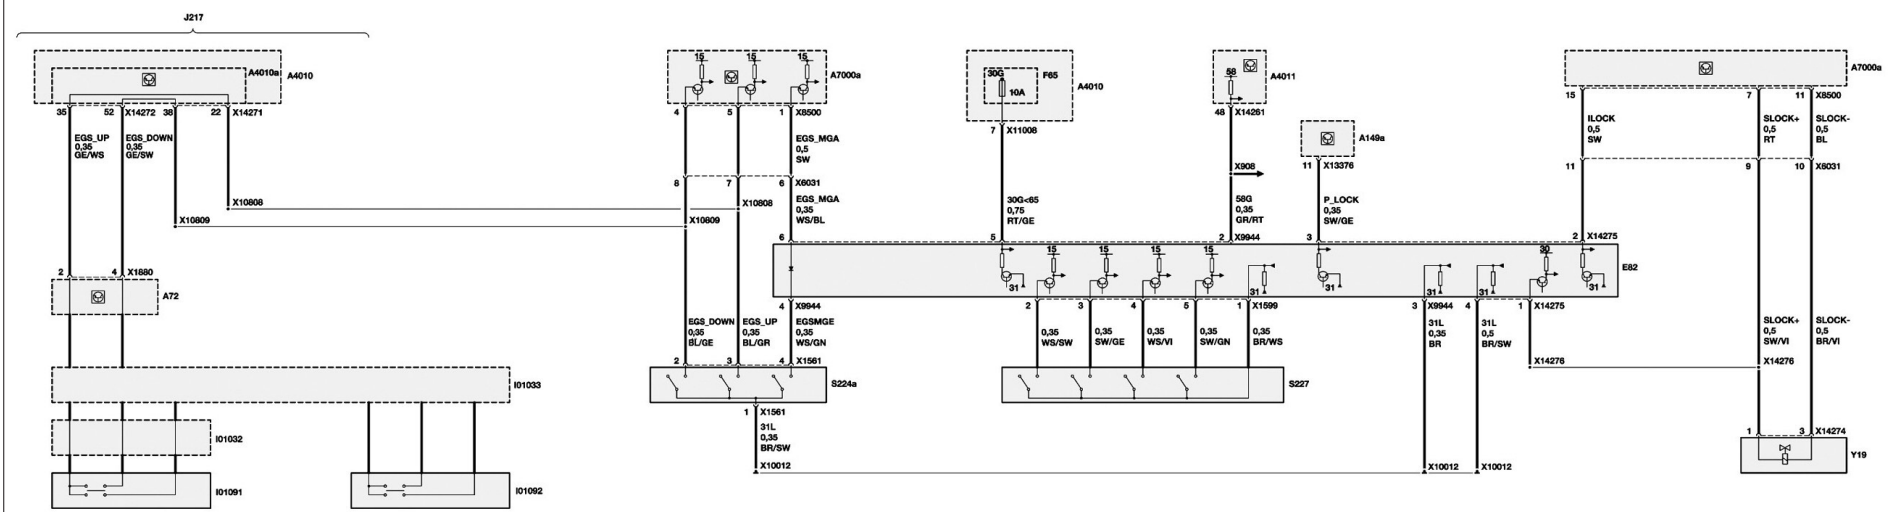 J217
A4010a
A4010
35
52
X14272
38
22
X14271
EGS_UP
0,35
GE/WS
EGS_DOWN
0,35
GE/SW
X10808
X10809
2
4
X1880
A72
I01033
I01032
I01091
I01092
15
15
15
A7000a
4
5
1
X8500
EGS_MGA
0,5
SW
8
7
6
X6031
X10808
X10809
EGS_MGA
0,35
WS/BL
6
4
X9944
EGS_DOWN
0,35
BL/GE
EGS_UP
0,35
BL/GR
EGSMGE
0,35
WS/GN
2
3
4
X1561
S224a
1
X1561
31L
0,35
BR/SW
X10012
30G
F65
10A
A4010
7
X11008
30G<65
0,75
RT/GE
5
58
A4011
48
X14261
X908
58G
0,35
GR/RT
2
X9944
A149a
11
X13376
P_LOCK
0,35
SW/GE
3
15
15
15
15
30
31
31
31
31
31
31
E82
2
3
4
5
1
X1599
0,35
WS/SW
0,35
SW/GE
0,35
WS/VI
0,35
SW/GN
0,35
BR/WS
S227
3
X9944
4
1
X14275
31L
0,35
BR
31L
0,5
BR/SW
X14276
X10012
X10012
A7000a
15
7
11
X8500
ILOCK
0,5
SW
SLOCK+
0,5
RT
SLOCK-
0,5
BL
11
9
10
X6031
2
X14275
SLOCK+
0,5
SW/VI
SLOCK-
0,5
BR/VI
X14276
1
3
X14274
Y19